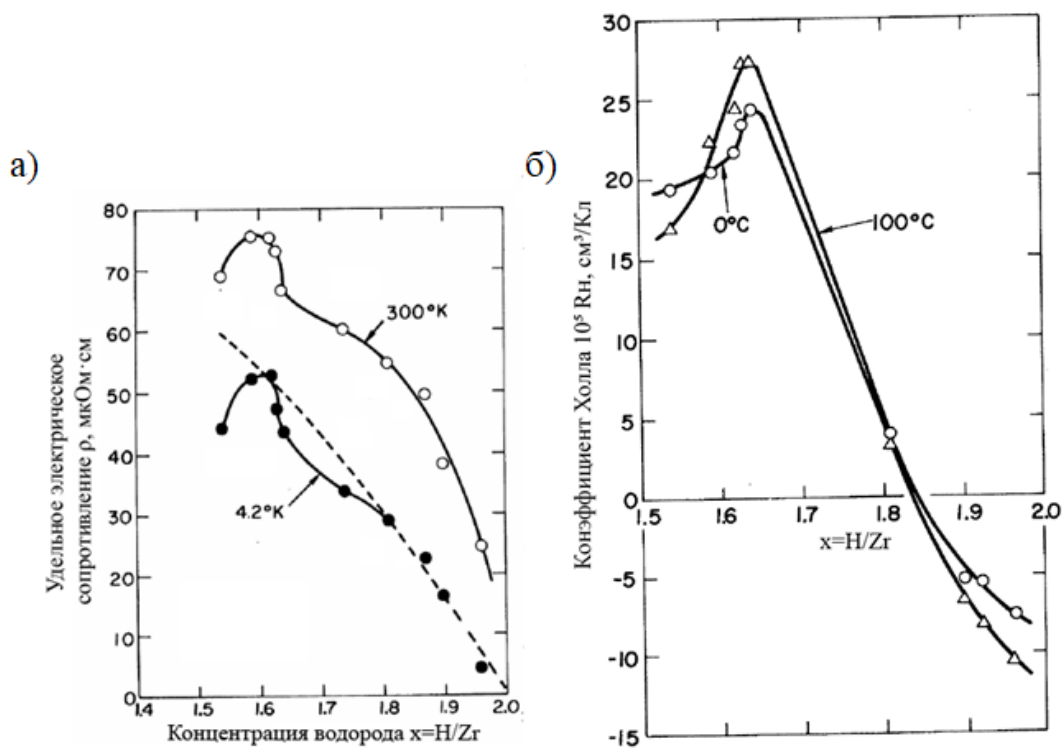 а)
80
70
60
50
40
30
20
10
0
1.4
1.5
1.6
1.7
1.8
1.9
2.0
300°K
4.2°K
Удельное электрическое
сопротивление ρ, мкОм·см
Концентрация водорода x=H/Zr
б)
30
25
20
15
10
5
0
-5
-10
-15
1.5
1.6
1.7
1.8
1.9
2.0
0°C
100°C
Конэффициент Холла 10⁵ Rн, см³/Кл
x=H/Zr